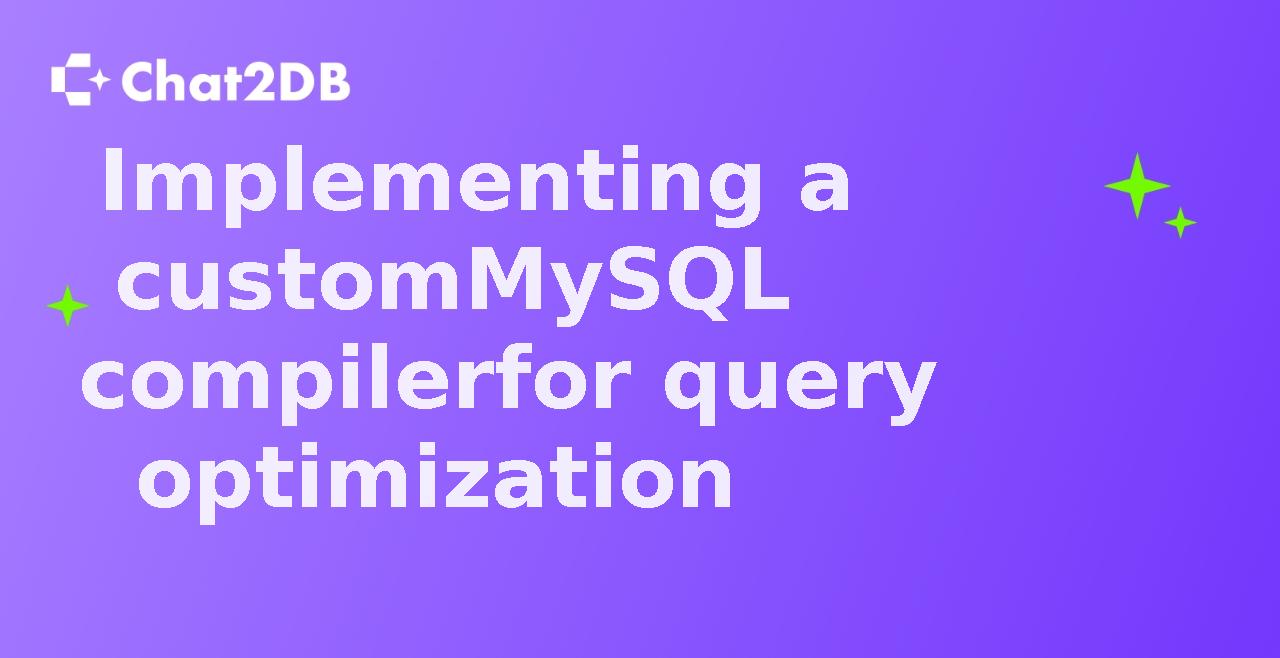 Chat2DB
Implementing a
customMySQL
compilerfor query
optimization